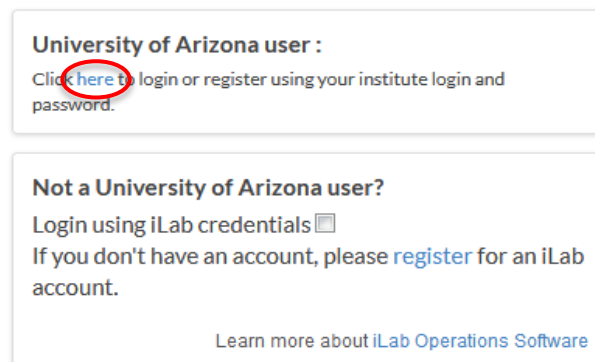 University of Arizona user :
Click here to login or register using your institute login and
password.
Not a University of Arizona user?
Login using iLab credentials
If you don't have an account, please register for an iLab
account.
Learn more about iLab Operations Software